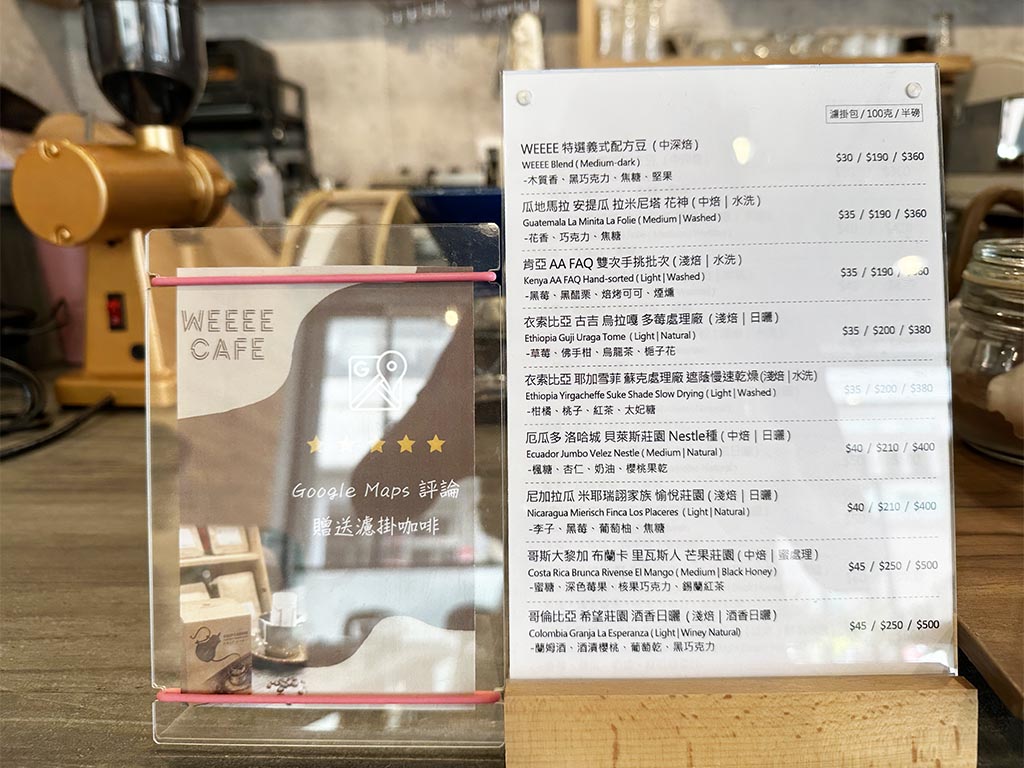 WEEEE
CAFE
G
Google Maps 評論
贈送濾掛咖啡
濾掛包 / 100克 / 半磅
WEEEE 特選義式配方豆 (中深焙)
WEEEE Blend ( Medium-dark )
-木質香、黑巧克力、焦糖、堅果
$30 / $190 / $360
瓜地馬拉 安提瓜 拉米尼塔 花神 (中焙 | 水洗)
Guatemala La Minita La Folie ( Medium | Washed )
-花香、巧克力、焦糖
$35 / $190 / $360
肯亞 AA FAQ 雙次手挑批次 (淺焙 | 水洗)
Kenya AA FAQ Hand-sorted ( Light | Washed )
-黑莓、黑醋栗、焙烤可可、煙燻
$35 / $190 / $360
衣索比亞 古吉 烏拉嘎 多莓處理廠 (淺焙 | 日曬)
Ethiopia Guji Uraga Tome ( Light | Natural )
-草莓、佛手柑、烏龍茶、梔子花
$35 / $200 / $380
衣索比亞 耶加雪菲 蘇克處理廠 遮蔭慢速乾燥(淺焙 | 水洗)
Ethiopia Yirgacheffe Suke Shade Slow Drying ( Light | Washed )
-柑橘、桃子、紅茶、太妃糖
$35 / $200 / $380
厄瓜多 洛哈城 貝萊斯莊園 Nestle種 (中焙 | 日曬)
Ecuador Jumbo Velez Nestle ( Medium | Natural )
-楓糖、杏仁、奶油、櫻桃果乾
$40 / $210 / $400
尼加拉瓜 米耶瑞詡家族 愉悅莊園 (淺焙 | 日曬)
Nicaragua Mierisch Finca Los Placeres ( Light | Natural )
-李子、黑莓、葡萄柚、焦糖
$40 / $210 / $400
哥斯大黎加 布蘭卡 里瓦斯人 芒果莊園 (中焙 | 蜜處理)
Costa Rica Brunca Rivense El Mango ( Medium | Black Honey )
-蜜糖、深色莓果、核果巧克力、錫蘭紅茶
$45 / $250 / $500
哥倫比亞 希望莊園 酒香日曬 (淺焙 | 酒香日曬)
Colombia Granja La Esperanza ( Light | Winey Natural)
-蘭姆酒、酒漬櫻桃、葡萄乾、黑巧克力
$45 / $250 / $500